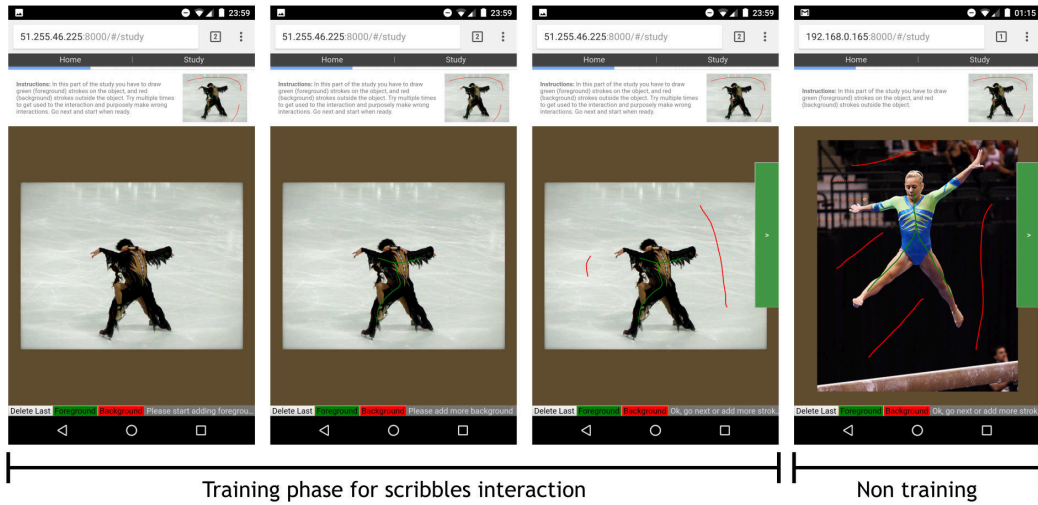 23:59
51.255.46.225:8000/#/study
2
Home | Study
Instructions: In this part of the study you have to draw
green (foreground) strokes on the object, and red
(background) strokes outside the object. Try multiple times
to get used to the interaction and purposely make wrong
interactions. Go next and start when ready.
Delete Last Foreground Background Please start adding foregrou...
23:59
51.255.46.225:8000/#/study
2
Home | Study
Instructions: In this part of the study you have to draw
green (foreground) strokes on the object, and red
(background) strokes outside the object. Try multiple times
to get used to the interaction and purposely make wrong
interactions. Go next and start when ready.
Delete Last Foreground Background Please add more background
23:59
51.255.46.225:8000/#/study
2
Home | Study
Instructions: In this part of the study you have to draw
green (foreground) strokes on the object, and red
(background) strokes outside the object. Try multiple times
to get used to the interaction and purposely make wrong
interactions. Go next and start when ready.
>
Delete Last Foreground Background Ok, go next or add more strok...
01:15
192.168.0.165:8000/#/study
1
Home | Study
Instructions: In this part of the study you have to draw
green (foreground) strokes on the object, and red
(background) strokes outside the object.
>
Delete Last Foreground Background Ok, go next or add more strok...
Training phase for scribbles interaction
Non training